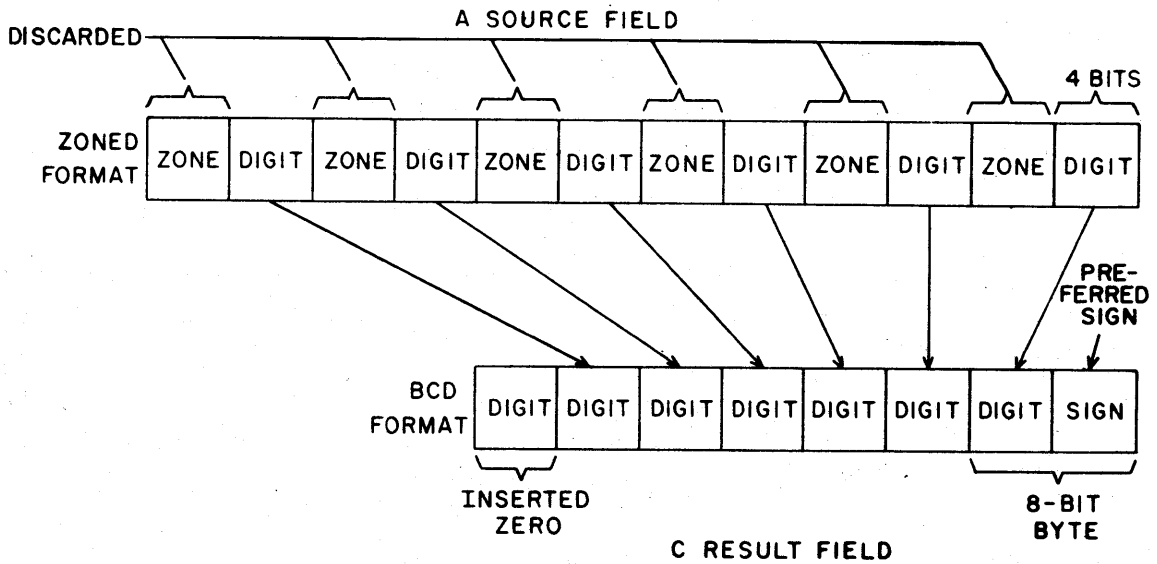 A SOURCE FIELD
DISCARDED
4 BITS
ZONED
FORMAT
ZONE DIGIT ZONE DIGIT ZONE DIGIT ZONE DIGIT ZONE DIGIT ZONE DIGIT
PRE-
FERRED
SIGN
BCD
FORMAT
DIGIT DIGIT DIGIT DIGIT DIGIT DIGIT DIGIT SIGN
INSERTED
ZERO
8-BIT
BYTE
C RESULT FIELD